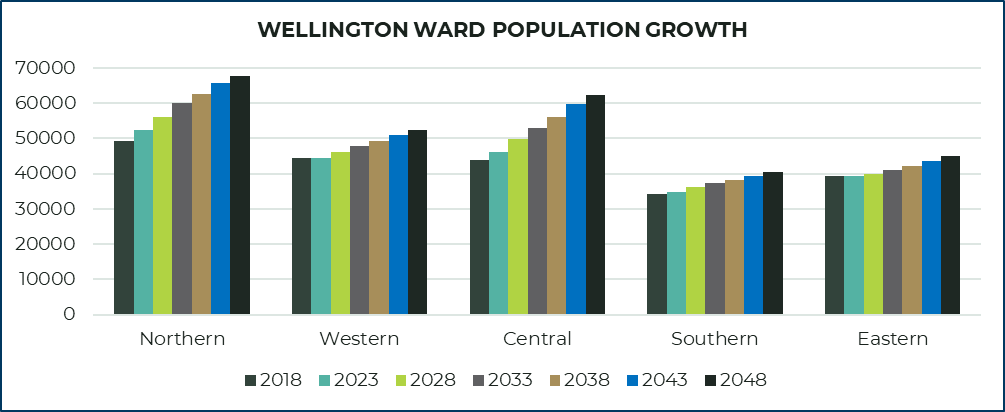 WELLINGTON WARD POPULATION GROWTH
70000
60000
50000
40000
30000
20000
10000
0
Northern Western Central Southern Eastern
2018 2023 2028 2033 2038 2043 2048